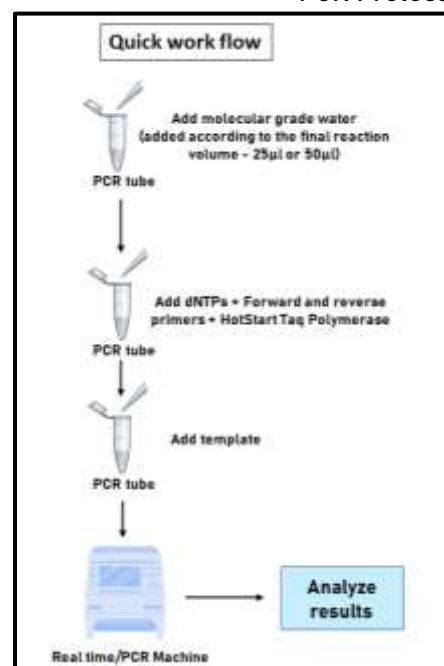 Quick work flow
Add molecular grade water
(added according to the final reaction
volume - 25µl or 50µl)
PCR tube
Add dNTPs + Forward and reverse
primers + HotStart Taq Polymerase
PCR tube
Add template
PCR tube
Analyze
results
Real time/PCR Machine